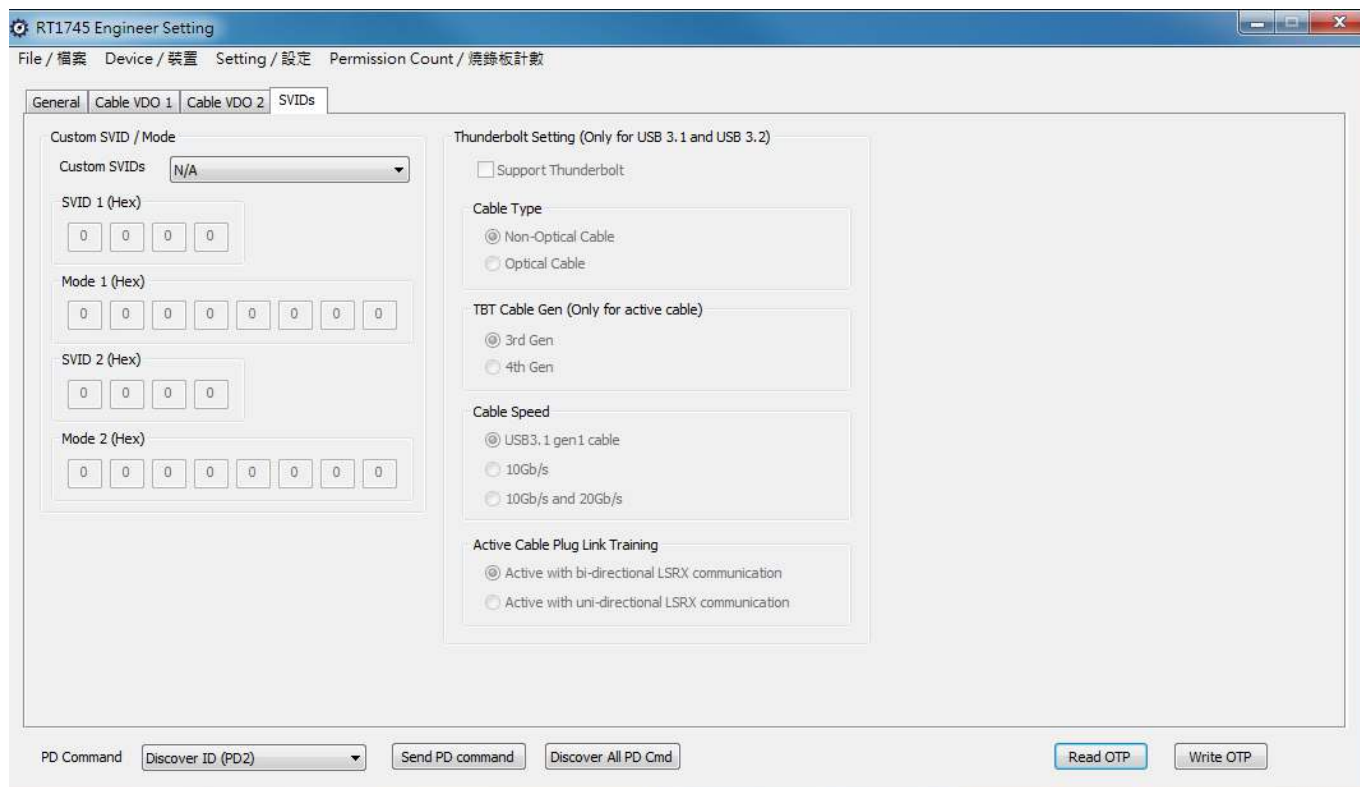 RT1745 Engineer Setting
File / 檔案 Device / 裝置 Setting / 設定 Permission Count / 燒錄板計數
General Cable VDO 1 Cable VDO 2 SVIDs
Custom SVID / Mode
Custom SVIDs N/A
SVID 1 (Hex)
0 0 0 0
Mode 1 (Hex)
0 0 0 0 0 0 0 0
SVID 2 (Hex)
0 0 0 0
Mode 2 (Hex)
0 0 0 0 0 0 0 0
Thunderbolt Setting (Only for USB 3.1 and USB 3.2)
Support Thunderbolt
Cable Type
Non-Optical Cable
Optical Cable
TBT Cable Gen (Only for active cable)
3rd Gen
4th Gen
Cable Speed
USB3.1 gen1 cable
10Gb/s
10Gb/s and 20Gb/s
Active Cable Plug Link Training
Active with bi-directional LSRX communication
Active with uni-directional LSRX communication
PD Command Discover ID (PD2) Send PD command Discover All PD Cmd Read OTP Write OTP